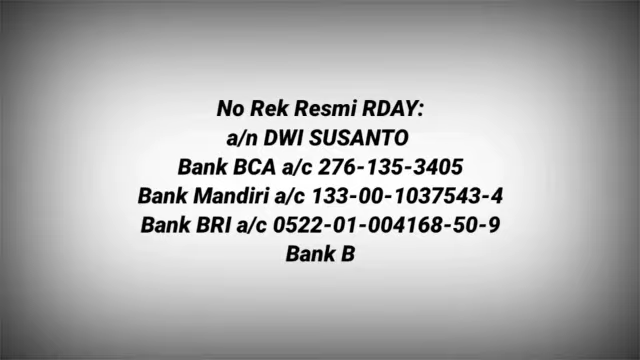 No Rek Resmi RDAY:
a/n DWI SUSANTO
Bank BCA a/c 276-135-3405
Bank Mandiri a/c 133-00-1037543-4
Bank BRI a/c 0522-01-004168-50-9
Bank B